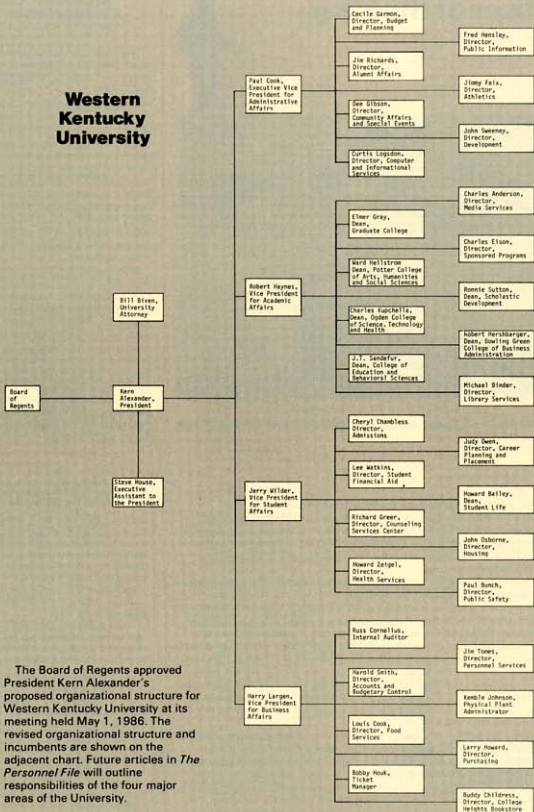 Western
Kentucky
University
Board
of
Regents
Bill Biven,
University
Attorney
Kern
Alexander,
President
Steve House,
Executive
Assistant to
the President
Paul Cook,
Executive Vice
President for
Administrative
Affairs
Cecile Garmon,
Director, Budget
and Planning
Fred Hensley,
Director,
Public Information
Jim Richards,
Director,
Alumni Affairs
Jimmy Feix,
Director,
Athletics
Dee Gibson,
Director,
Community Affairs
and Special Events
John Sweeney,
Director,
Development
Curtis Logsdon,
Director, Computer
and Informational
Services
Robert Haynes,
Vice President
for Academic
Affairs
Charles Anderson,
Director,
Media Services
Elmer Gray,
Dean,
Graduate College
Charles Eison,
Director,
Sponsored Programs
Ward Hellstrom
Dean, Potter College
of Arts, Humanities
and Social Sciences
Ronnie Sutton,
Dean, Scholastic
Development
Charles Kupchella,
Dean, Ogden College
of Science, Technology
and Health
Robert Hershbarger,
Dean, Bowling Green
College of Business
Administration
J.T. Sandefur,
Dean, College of
Education and
Behavioral Sciences
Michael Binder,
Director,
Library Services
Jerry Wilder,
Vice President
for Student
Affairs
Cheryl Chambless
Director,
Admissions
Judy Owen,
Director, Career
Planning and
Placement
Lee Watkins,
Director, Student
Financial Aid
Howard Bailey,
Dean,
Student Life
Richard Greer,
Director, Counseling
Services Center
John Osborne,
Director,
Housing
Howard Zeigel,
Director,
Health Services
Paul Bunch,
Director,
Public Safety
Harry Largen,
Vice President
for Business
Affairs
Russ Cornelius,
Internal Auditor
Jim Tomes,
Director,
Personnel Services
Harold Smith,
Director,
Accounts and
Budgetary Control
Kemble Johnson,
Physical Plant
Administrator
Louis Cook,
Director, Food
Services
Larry Howard,
Director,
Purchasing
Bobby Houk,
Ticket
Manager
Buddy Childress,
Director, College
Heights Bookstore
The Board of Regents approved
President Kern Alexander's
proposed organizational structure for
Western Kentucky University at its
meeting held May 1, 1986. The
revised organizational structure and
incumbents are shown on the
adjacent chart. Future articles in The
Personnel File will outline
responsibilities of the four major
areas of the University.